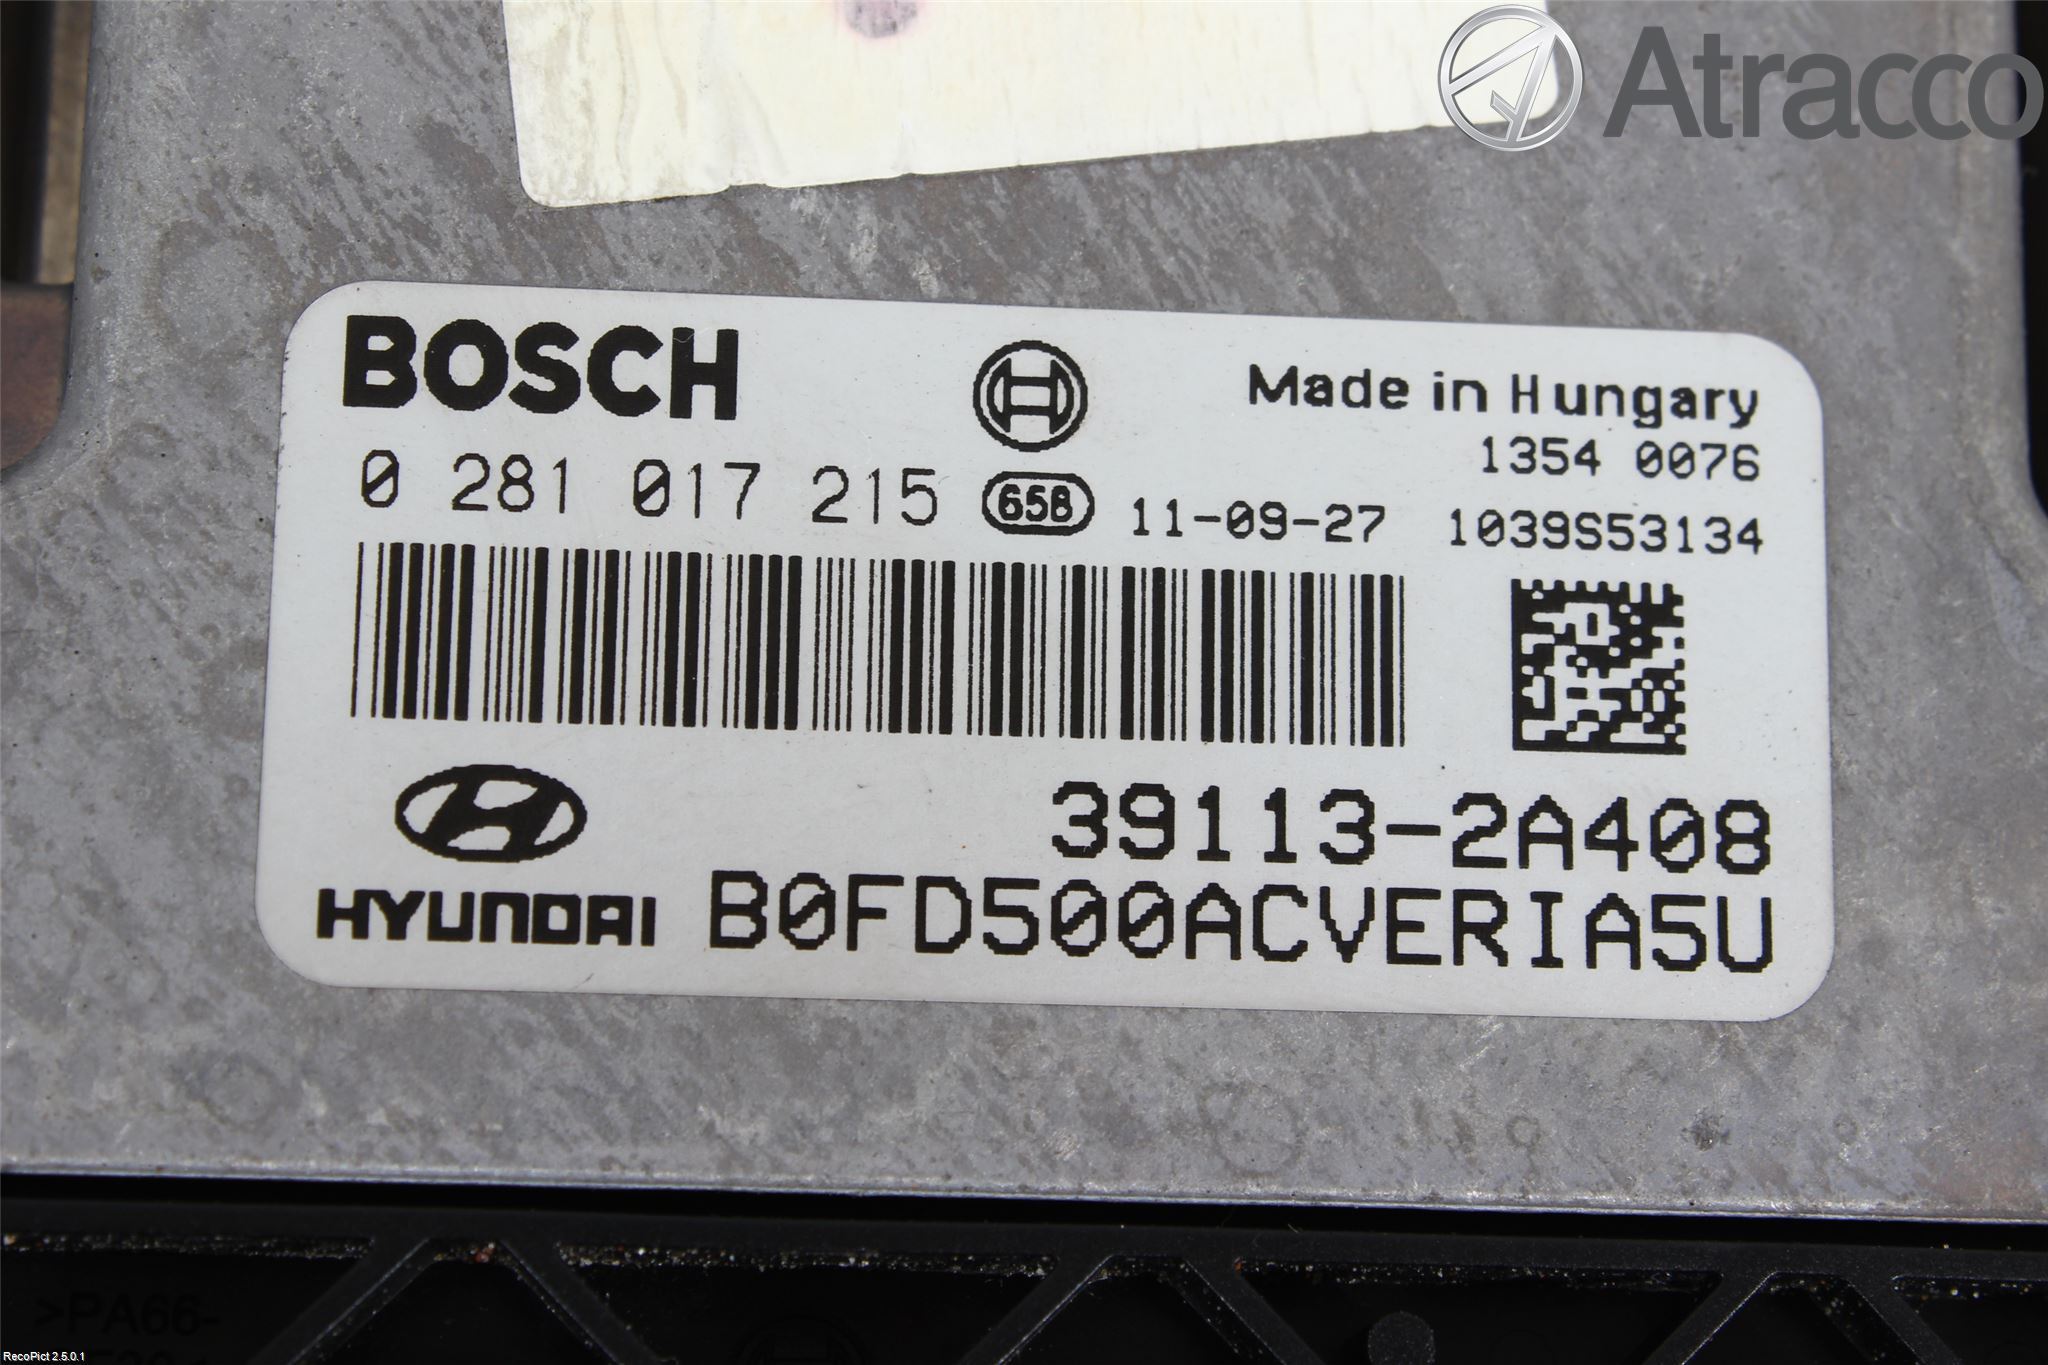 Atracco
BOSCH
Made in Hungary
1354 0076
0 281 017 215 658 11-09-27 1039S53134
39113-2A408
HYUNDAI B0FD500ACVERIA5U
>PA66-
RecoPict 2.5.0.1